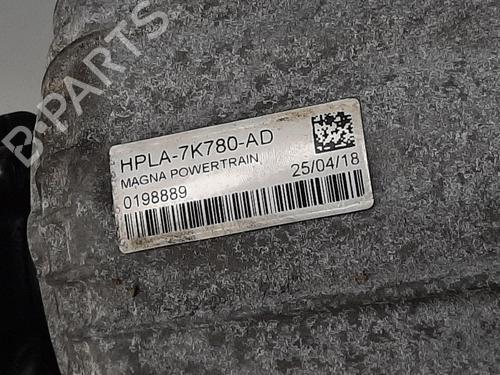 B-PARTS
HPLA-7K780-AD
MAGNA POWERTRAIN
25/04/18
0198889